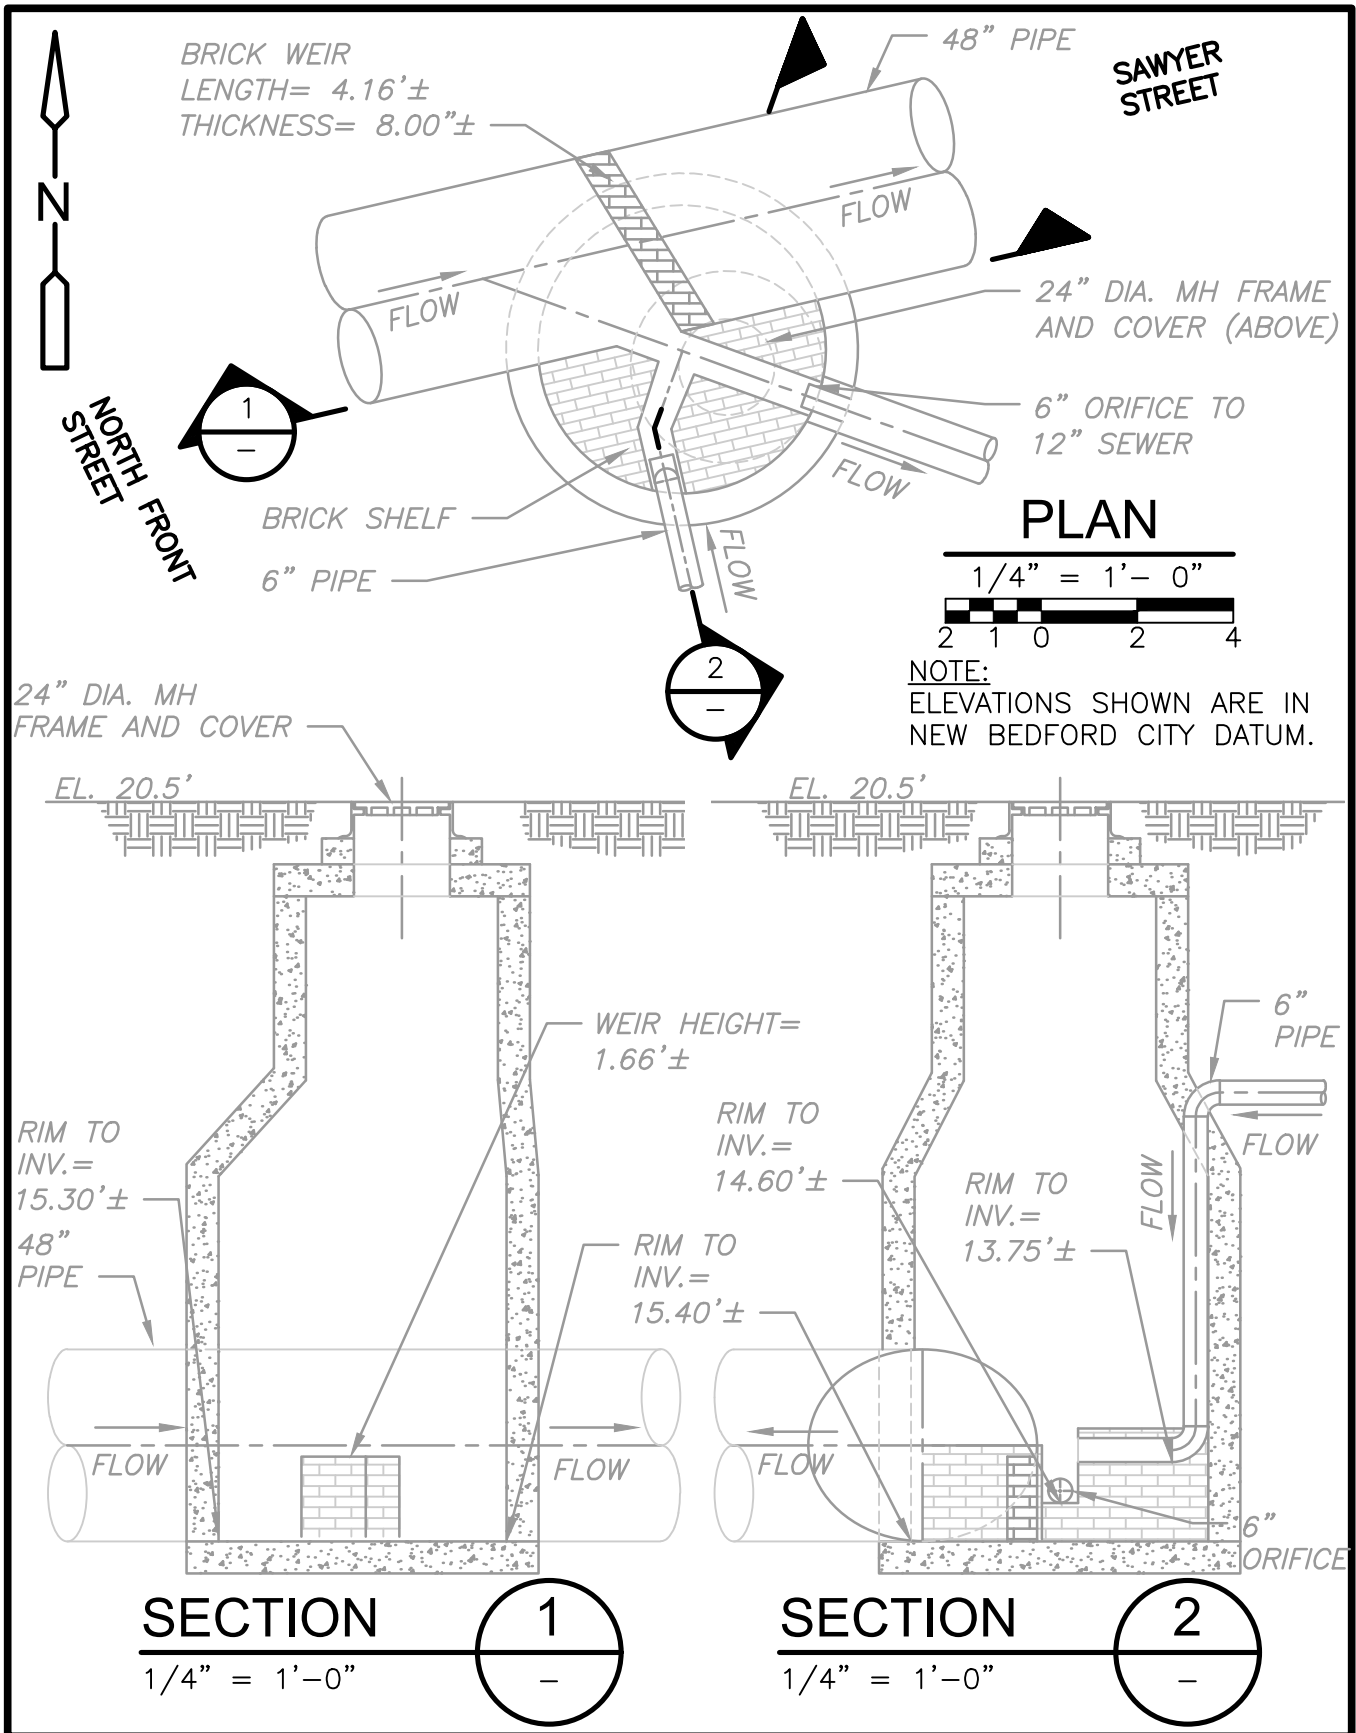 BRICK WEIR
LENGTH= 4.16'±
THICKNESS= 8.00"±
48" PIPE
SAWYER
STREET
N
FLOW
FLOW
24" DIA. MH FRAME
AND COVER (ABOVE)
1
–
NORTH FRONT
STREET
6" ORIFICE TO
12" SEWER
FLOW
BRICK SHELF
6" PIPE
FLOW
PLAN
1/4" = 1'- 0"
2 1 0 2 4
2
–
NOTE:
ELEVATIONS SHOWN ARE IN
NEW BEDFORD CITY DATUM.
24" DIA. MH
FRAME AND COVER
EL. 20.5'
EL. 20.5'
WEIR HEIGHT=
1.66'±
6"
PIPE
RIM TO
INV.=
15.30'±
48"
PIPE
RIM TO
INV.=
14.60'±
FLOW
FLOW
RIM TO
INV.=
13.75'±
RIM TO
INV.=
15.40'±
FLOW
FLOW
FLOW
6"
ORIFICE
SECTION
1/4" = 1'-0"
1
–
SECTION
1/4" = 1'-0"
2
–